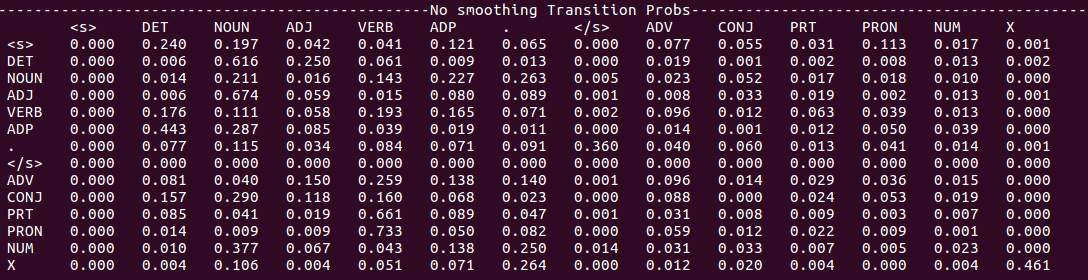 -----------------------------------------------No smoothing Transition Probs-------------------------------------------
<s> DET NOUN ADJ VERB ADP . </s> ADV CONJ PRT PRON NUM X
<s> 0.000 0.240 0.197 0.042 0.041 0.121 0.065 0.000 0.077 0.055 0.031 0.113 0.017 0.001
DET 0.000 0.006 0.616 0.250 0.061 0.009 0.013 0.000 0.019 0.001 0.002 0.008 0.013 0.002
NOUN 0.000 0.014 0.211 0.016 0.143 0.227 0.263 0.005 0.023 0.052 0.017 0.018 0.010 0.000
ADJ 0.000 0.006 0.674 0.059 0.015 0.080 0.089 0.001 0.008 0.033 0.019 0.002 0.013 0.001
VERB 0.000 0.176 0.111 0.058 0.193 0.165 0.071 0.002 0.096 0.012 0.063 0.039 0.013 0.000
ADP 0.000 0.443 0.287 0.085 0.039 0.019 0.011 0.000 0.014 0.001 0.012 0.050 0.039 0.000
. 0.000 0.077 0.115 0.034 0.084 0.071 0.091 0.360 0.040 0.060 0.013 0.041 0.014 0.001
</s> 0.000 0.000 0.000 0.000 0.000 0.000 0.000 0.000 0.000 0.000 0.000 0.000 0.000 0.000
ADV 0.000 0.081 0.040 0.150 0.259 0.138 0.140 0.001 0.096 0.014 0.029 0.036 0.015 0.000
CONJ 0.000 0.157 0.290 0.118 0.160 0.068 0.023 0.000 0.088 0.000 0.024 0.053 0.019 0.000
PRT 0.000 0.085 0.041 0.019 0.661 0.089 0.047 0.001 0.031 0.008 0.009 0.003 0.007 0.000
PRON 0.000 0.014 0.009 0.009 0.733 0.050 0.082 0.000 0.059 0.012 0.022 0.009 0.001 0.000
NUM 0.000 0.010 0.377 0.067 0.043 0.138 0.250 0.014 0.031 0.033 0.007 0.005 0.023 0.000
X 0.000 0.004 0.106 0.004 0.051 0.071 0.264 0.000 0.012 0.020 0.004 0.000 0.004 0.461